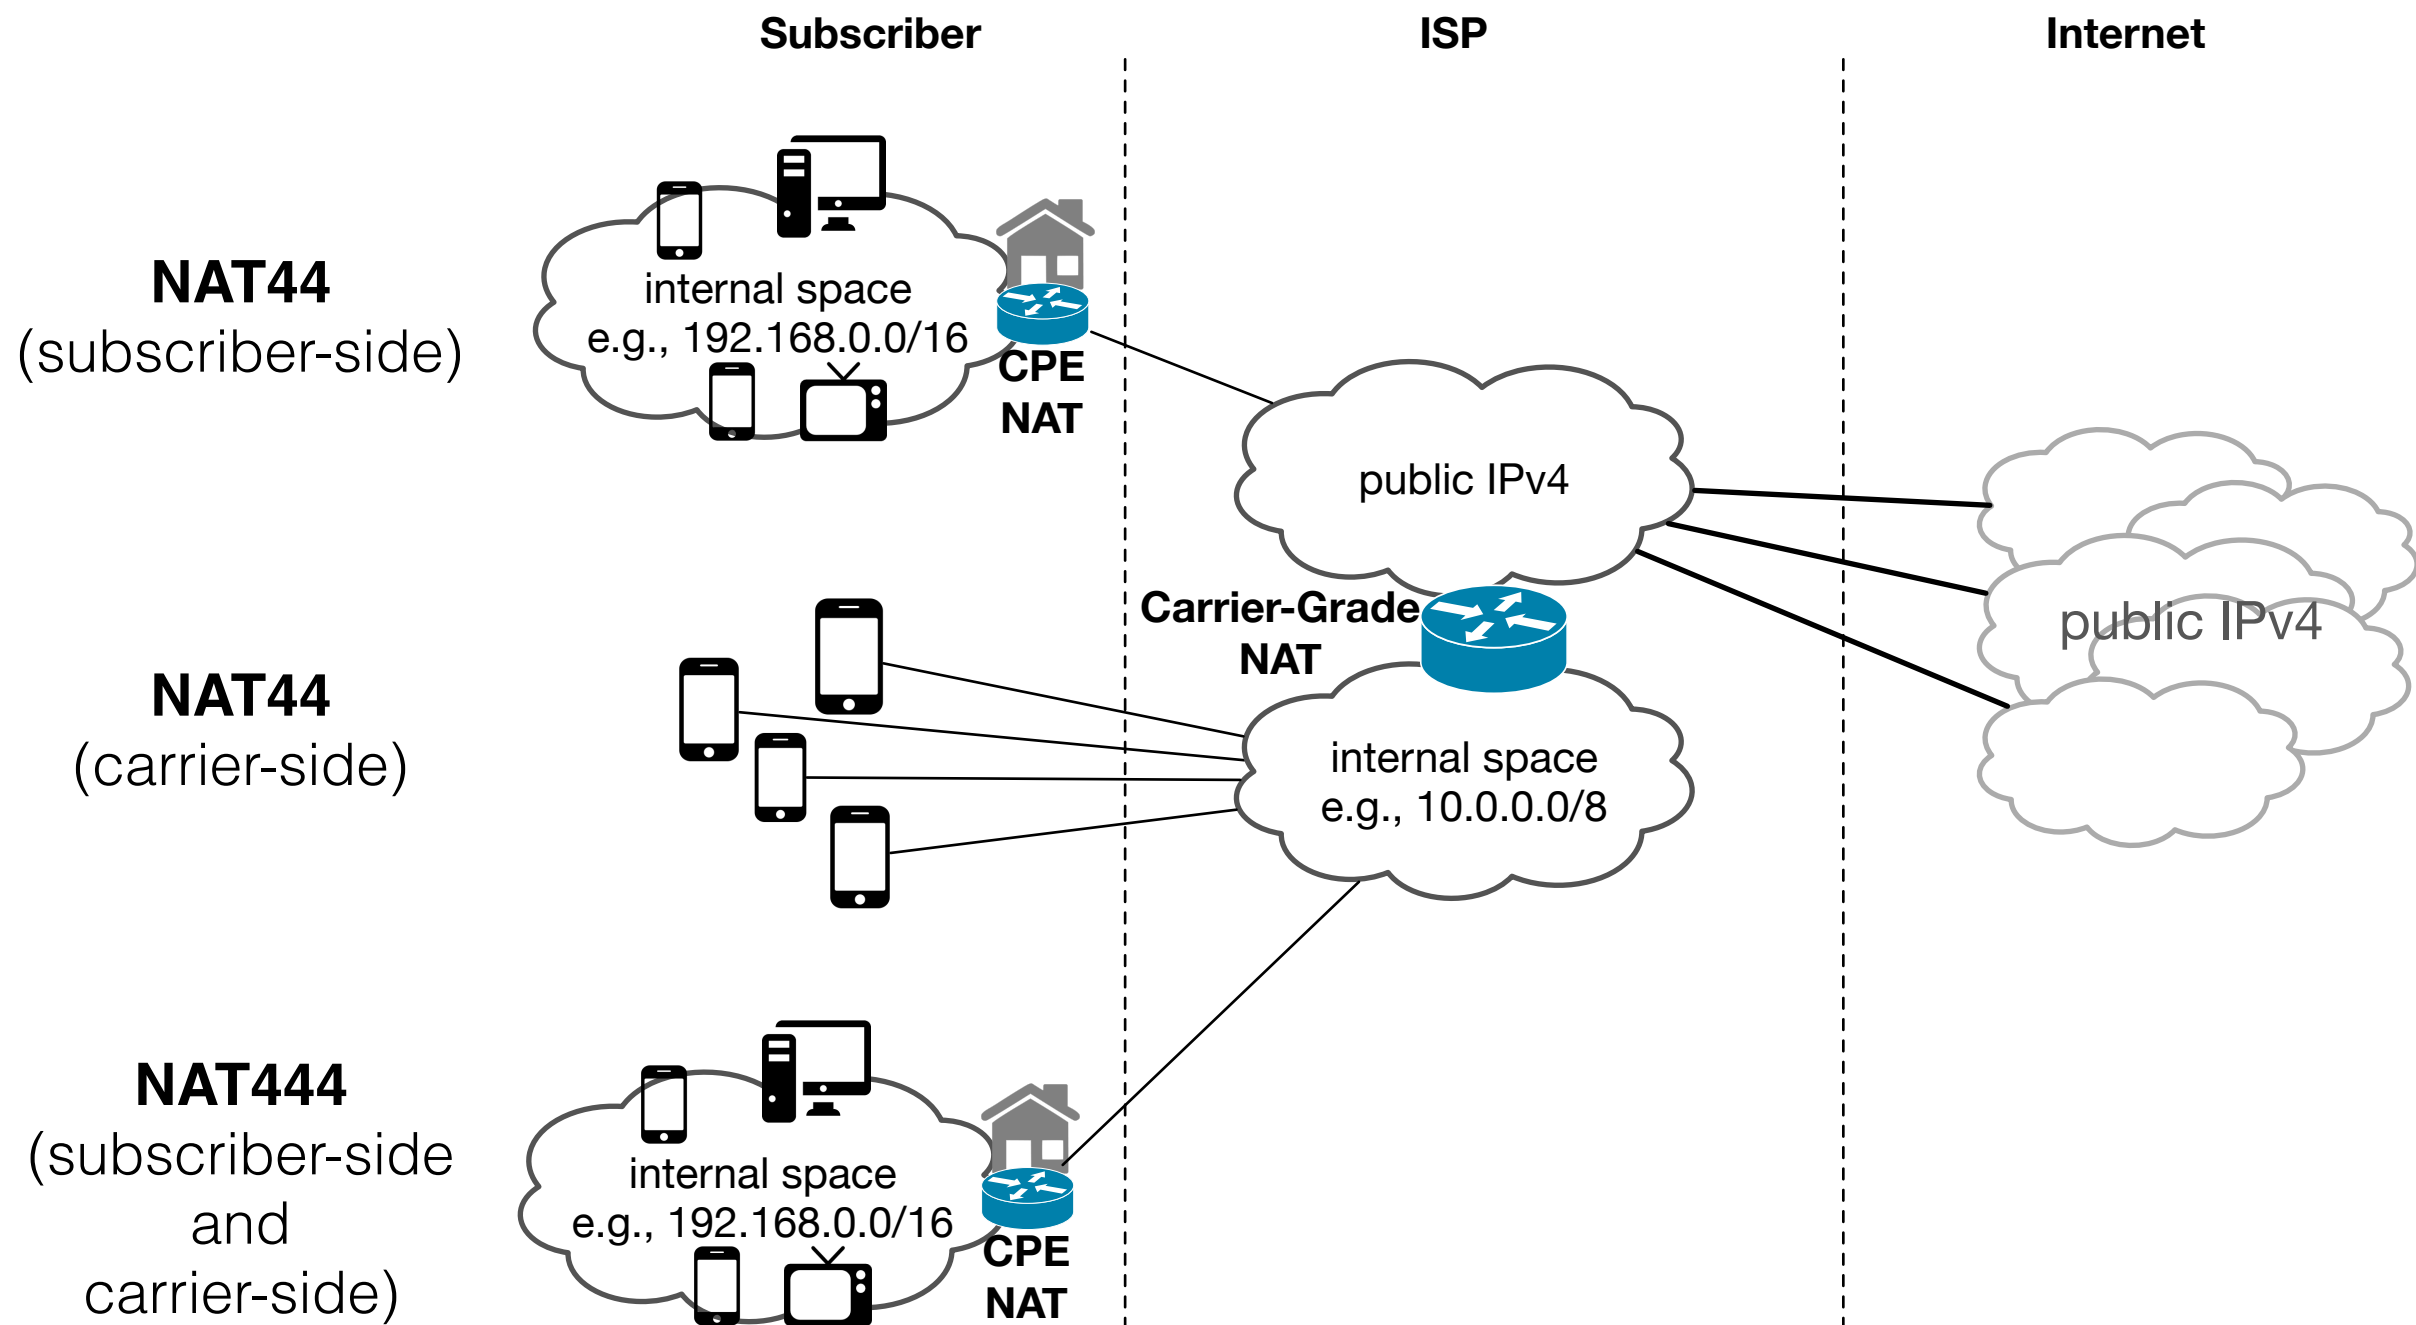 Subscriber
ISP
Internet
NAT44
(subscriber-side)
internal space
e.g., 192.168.0.0/16
CPE
NAT
public IPv4
public IPv4
Carrier-Grade
NAT
NAT44
(carrier-side)
internal space
e.g., 10.0.0.0/8
NAT444
(subscriber-side
and
carrier-side)
internal space
e.g., 192.168.0.0/16
CPE
NAT